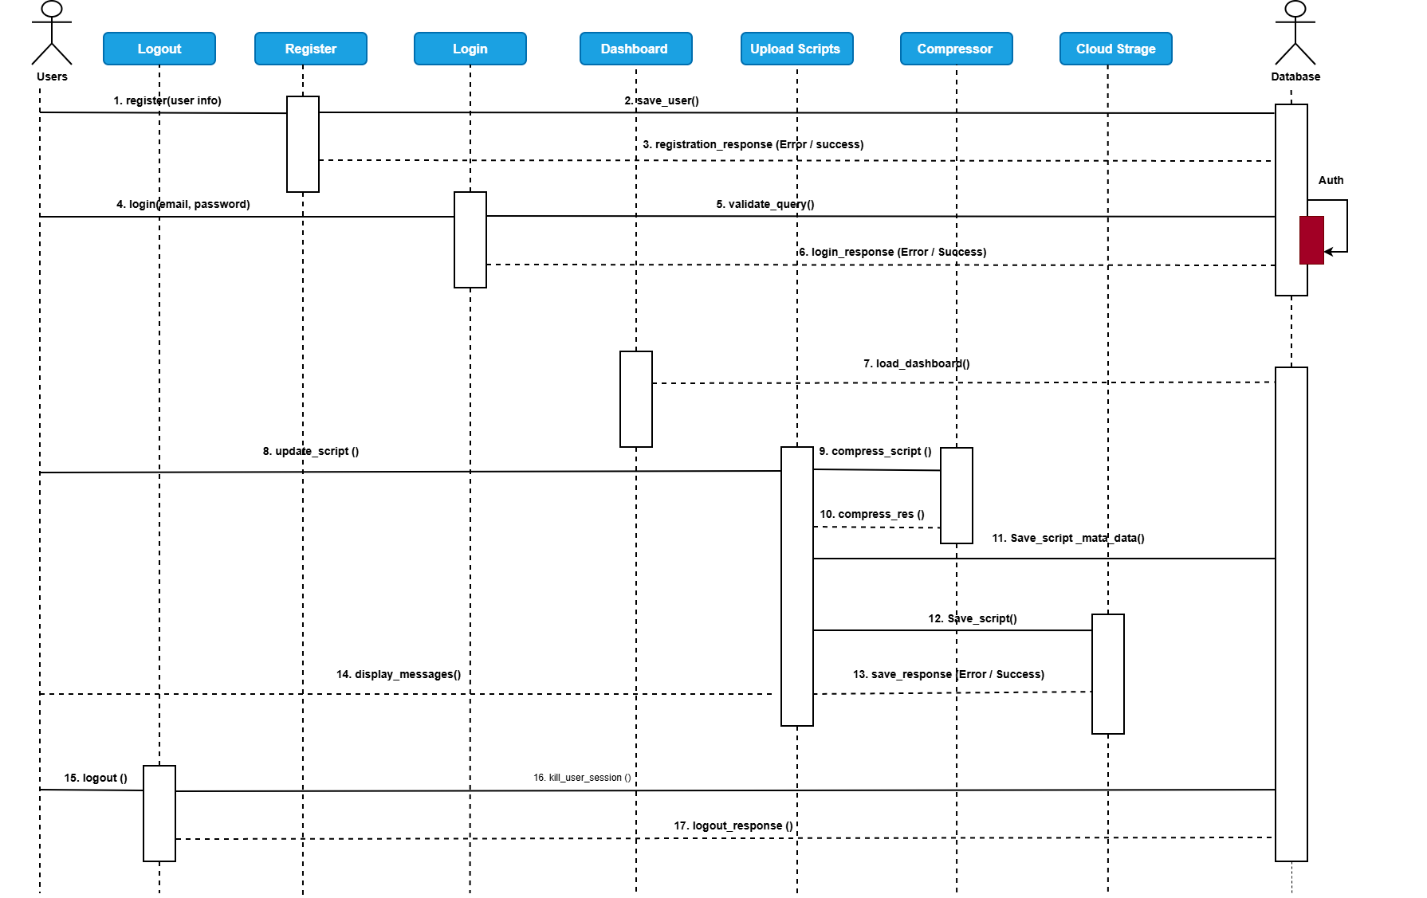 Logout
Register
Login
Dashboard
Upload Scripts
Compressor
Cloud Strage
Users
Database
1. register(user info)
2. save_user()
3. registration_response (Error / success)
Auth
4. login(email, password)
5. validate_query()
6. login_response (Error / Success)
7. load_dashboard()
8. update_script ()
9. compress_script ()
10. compress_res ()
11. Save_script _mata_data()
12. Save_script()
14. display_messages()
13. save_response (Error / Success)
15. logout ()
16. kill_user_session ()
17. logout_response ()